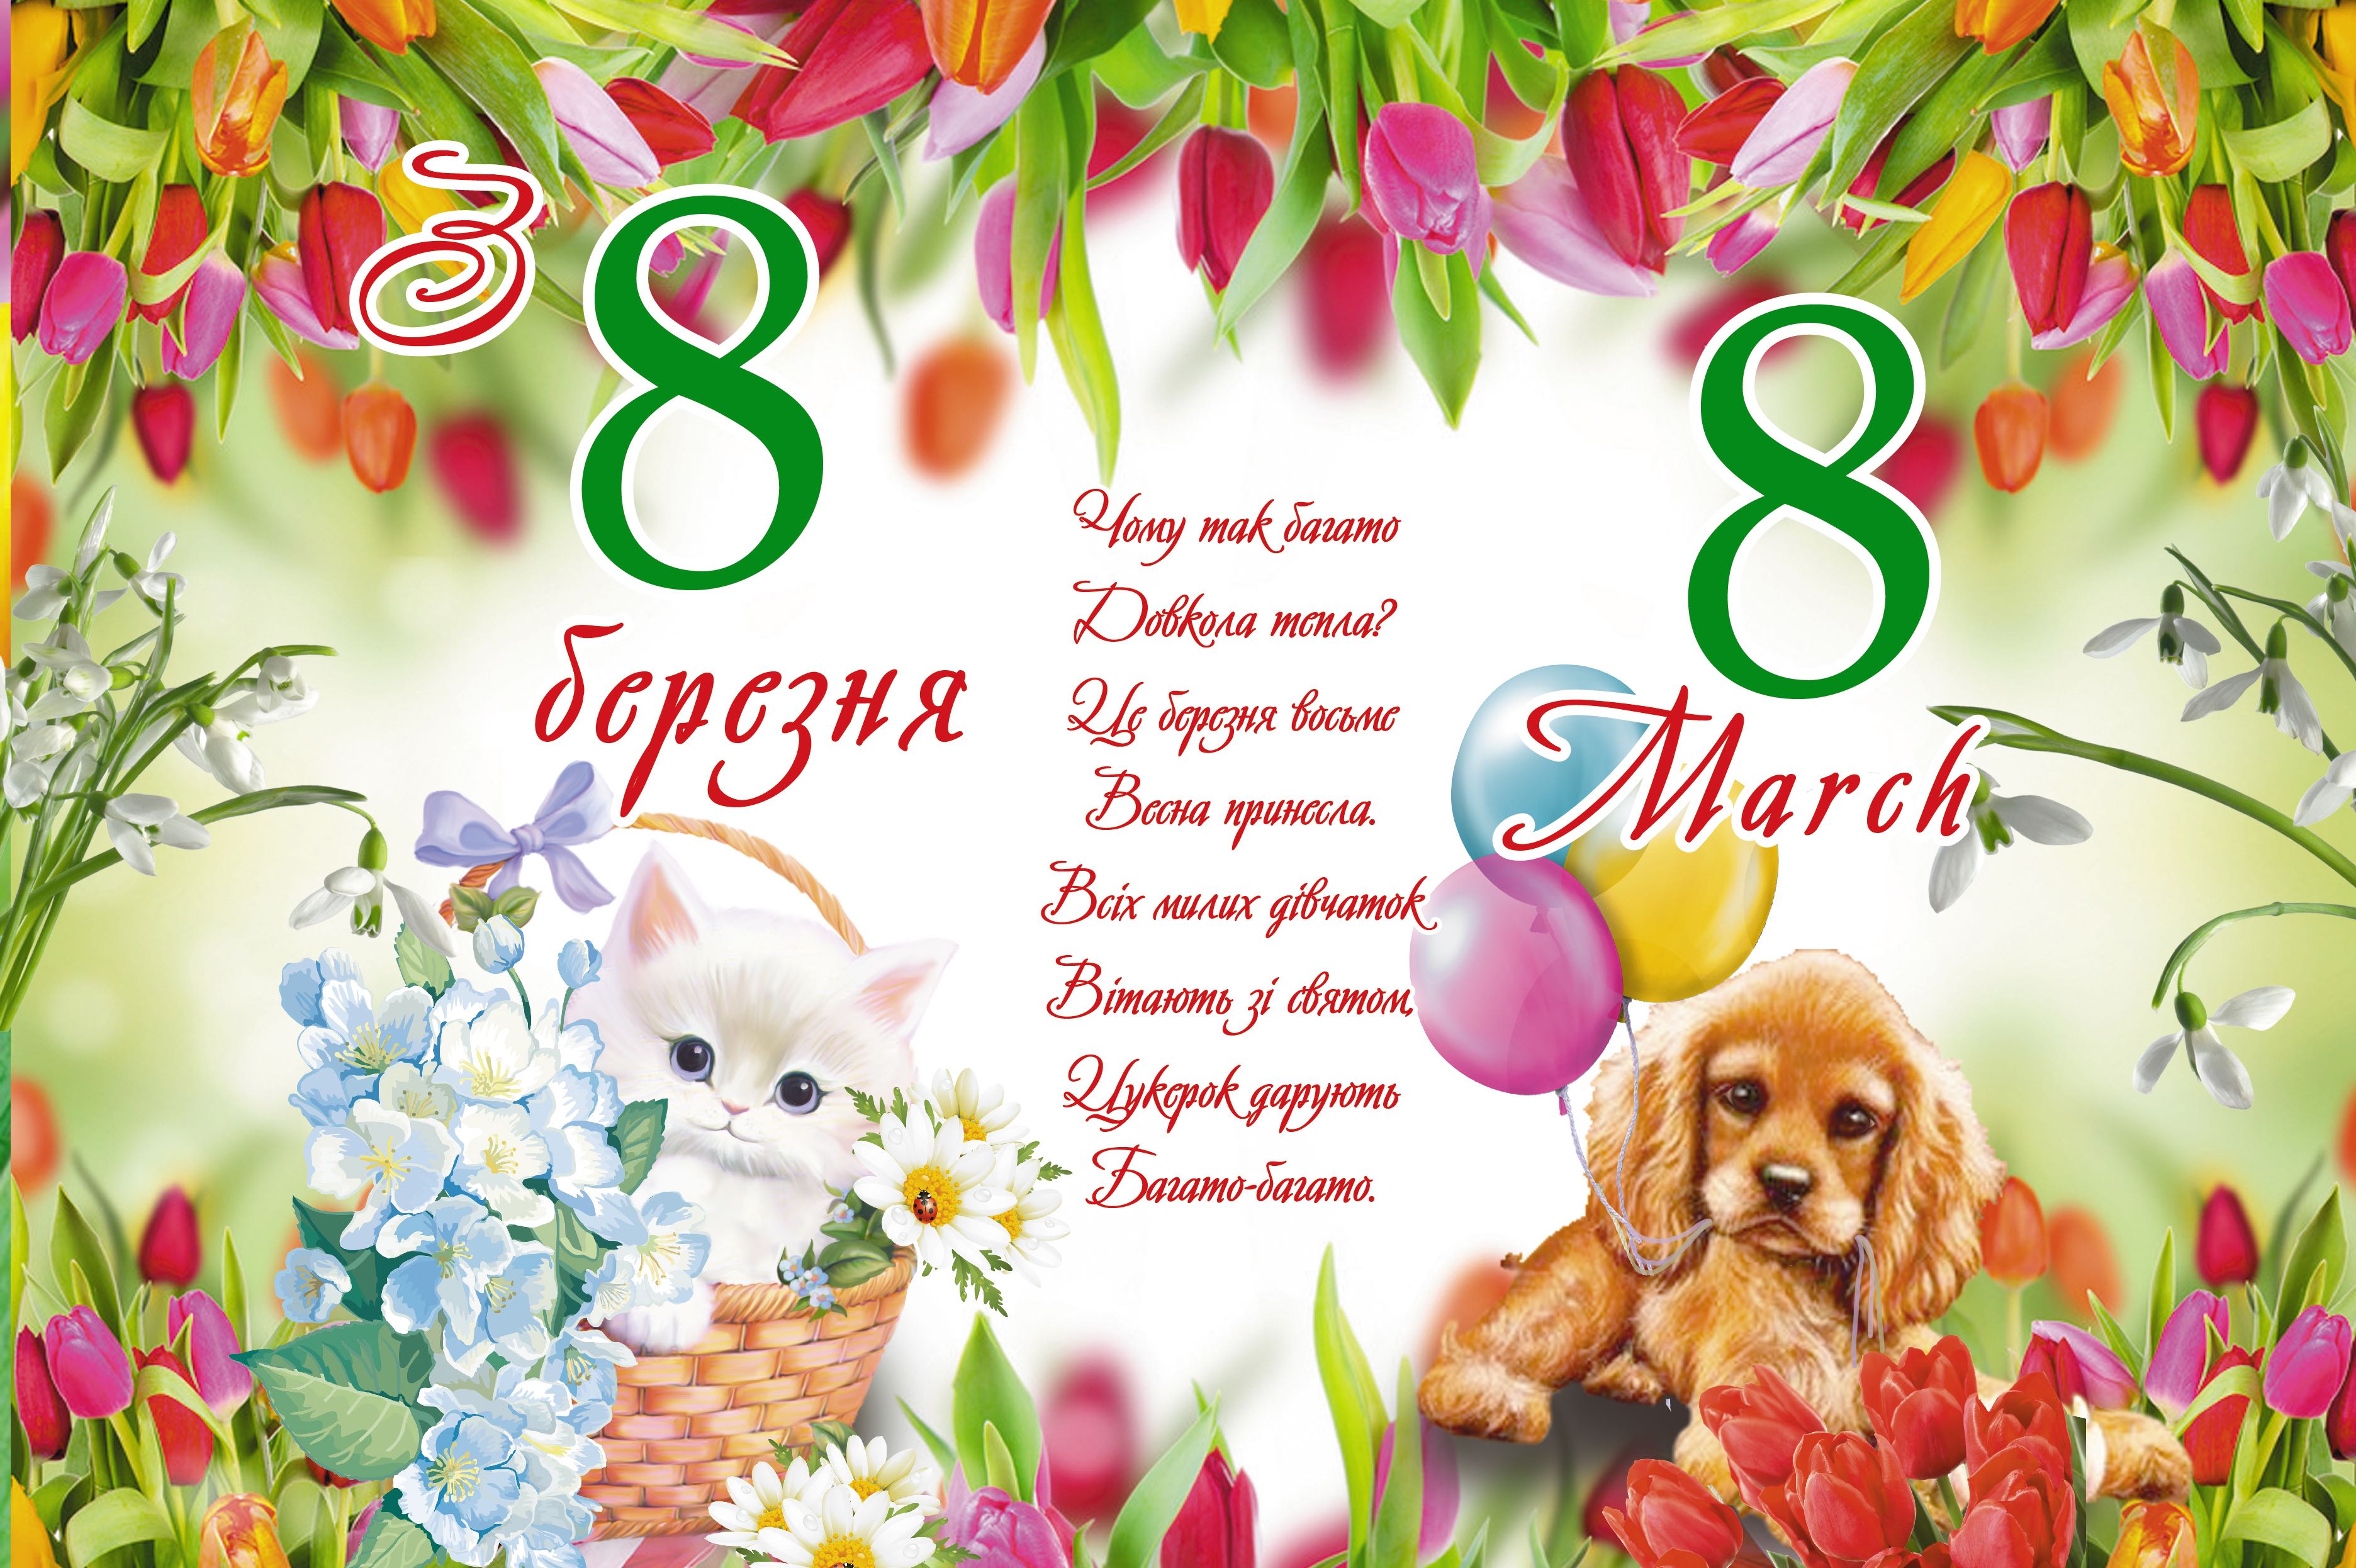 З
8
березня
Чому так багато
Довкола тепла?
Це березня восьме
Весна принесла.
Всіх милих дівчаток
Вітають зі святом,
Цукерок дарують
Багато-багато.
8
March